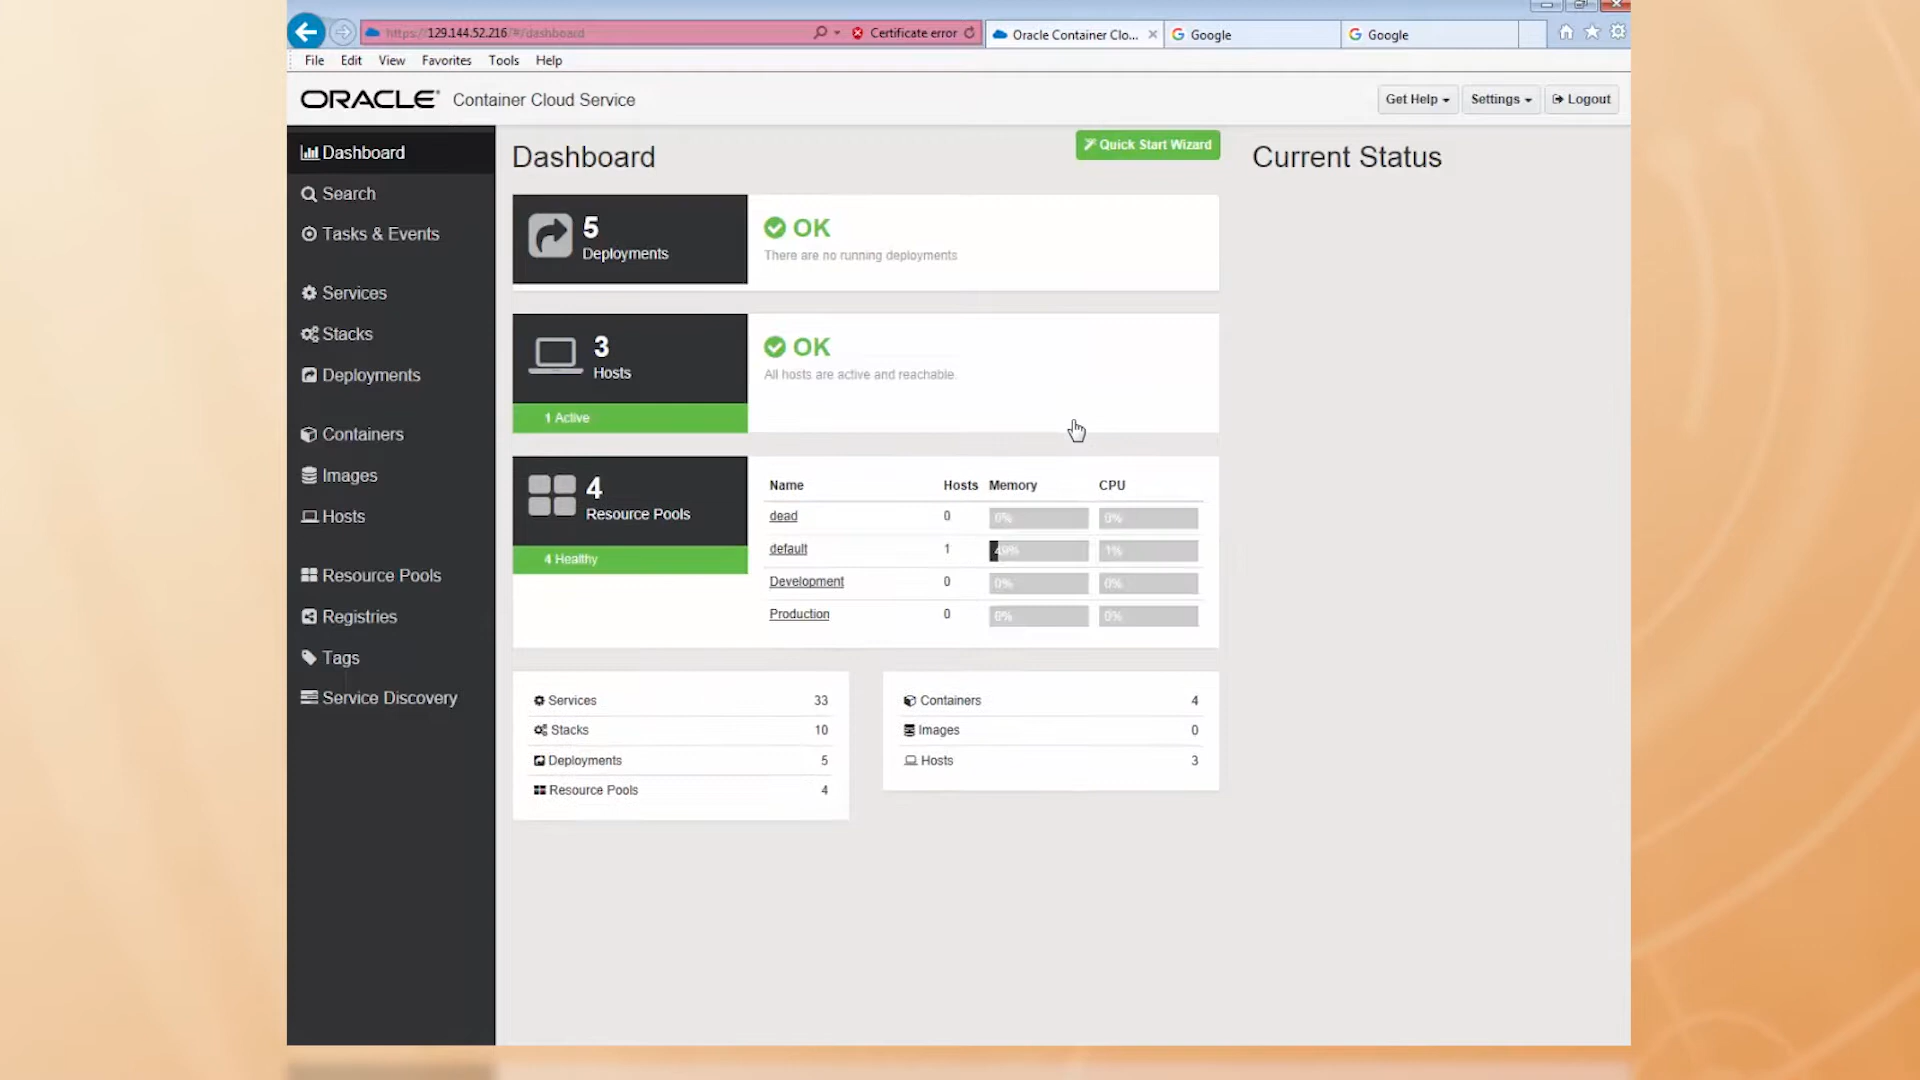 https://129.144.52.216/#/dashboard
Certificate error
Oracle Container Clo...
Google
Google
File Edit View Favorites Tools Help
ORACLE® Container Cloud Service
Get Help
Settings
Logout
Dashboard
Search
Tasks & Events
Services
Stacks
Deployments
Containers
Images
Hosts
Resource Pools
Registries
Tags
Service Discovery
Dashboard
Quick Start Wizard
5
Deployments
OK
There are no running deployments
3
Hosts
1 Active
OK
All hosts are active and reachable.
4
Resource Pools
4 Healthy
Name Hosts Memory CPU
dead 0 0% 0%
default 1 49% 1%
Development 0 0% 0%
Production 0 0% 0%
Services 33
Stacks 10
Deployments 5
Resource Pools 4
Containers 4
Images 0
Hosts 3
Current Status